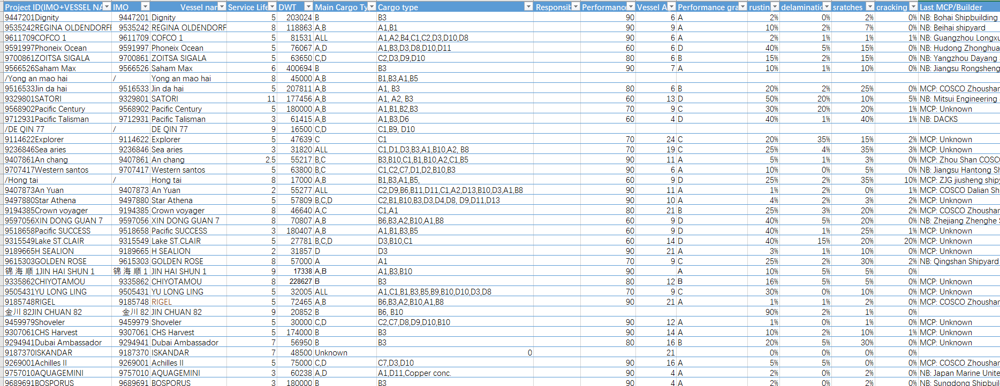 Project ID(IMO+VESSEL NA IMO Vessel nan Service Life DWT Main Cargo Ty Cargo type Responsib Performance Vessel A Performance gra rustin delaminatio sratches cracking Last MCP/Builder
9447201Dignity 9447201 Dignity 5 203024 B B3 90 6 A 2% 0% 2% 0% NB: Bohai Shipbuilding
9535242REGINA OLDENDORFF 9535242 REGINA OLDENDORF 8 118863 A,B A1,B1 90 9 A 10% 2% 7% 0% NB: Beihai shipyard
9611709COFCO 1 9611709 COFCO 1 5 81531 ALL A1,A2,B4,C1,C2,D3,D10,D8 90 6 A 2% 1% 1% 1% NB: Guangzhou Longxu
9591997Phoneix Ocean 9591997 Phoneix Ocean 5 76067 A,D A1,B3,D3,D8,D10,D11 60 6 D 40% 5% 15% 0% NB: Hudong Zhonghua
9700861ZOITSA SIGALA 9700861 ZOITSA SIGALA 5 63650 C,D C2,D3,D9,D10 80 6 B 15% 2% 15% 0% NB: Yangzhou Dayang
9566526Saham Max 9566526 Saham Max 6 400694 B B3 90 7 A 10% 1% 10% 0% NB: Jiangsu Rongsheng
/Yong an mao hai / Yong an mao hai 8 45000 A,B B1,B3,A1,B5
9516533Jin da hai 9516533 Jin da hai 5 207811 A,B A1, B3 80 6 B 20% 2% 25% 0% MCP: COSCO Zhoushan
9329801SATORI 9329801 SATORI 11 177456 A,B A1, A2, B3 60 13 D 50% 20% 10% 5% NB: Mitsui Engineering
9568902Pacific Century 9568902 Pacific Century 5 180000 A,B A1,B1,B2,B3 70 9 C 30% 20% 20% 1% MCP: Unknown
9712931Pacific Talisman 9712931 Pacific Talisman 3 61415 A,B A1,B3,D6 60 4 D 40% 1% 40% 1% NB: DACKS
/DE QIN 77 / DE QIN 77 9 16500 C,D C1,B9, D10
9114622Explorer 9114622 Explorer 5 47639 C C1 70 24 C 20% 35% 15% 2% MCP: Unknown
9236846Sea aries 9236846 Sea aries 3 31820 ALL C1,D1,D3,B3,A1,B10,A2, B8 70 19 C 25% 4% 35% 3% MCP: Unknown
9407861An chang 9407861 An chang 2.5 55217 B,C B3,B10,C1,B1,B10,A2,C1,B5 90 11 A 5% 1% 3% 0% MCP: Zhou Shan COSC
9707417Western santos 9707417 Western santos 5 63800 B,C C1,C2,C7,D1,D2,B10,B3 90 6 A 10% 0% 5% 0% NB: Jiangsu Hantong Sh
/Hong tai / Hong tai 8 17000 A,B B1,B3,A1,B5, 60 9 D 25% 2% 35% 10% MCP: ZJG jiusheng shipy
9407873An Yuan 9407873 An Yuan 2 55277 ALL C2,D9,B6,B11,D11,C1,A2,D13,B10,D3,A1,B8 90 11 A 1% 2% 0% 1% MCP: COSCO Dalian Sh
9497880Star Athena 9497880 Star Athena 5 57809 B,C,D C2,B1,B10,B3,D3,D4,D8, D9,D11,D13 90 10 A 4% 2% 3% 2% MCP: Unknown
9194385Crown voyager 9194385 Crown voyager 8 46640 A,C C1,A1 80 21 B 25% 3% 20% 2% MCP: COSCO Zhoushan
9597056XIN DONG GUAN 7 9597056 XIN DONG GUAN 7 8 70807 A,B B6,B3,A2,B10,A1,B8 60 9 D 40% 5% 20% 0% NB: Zhejiang Zhenghe S
9518658Pacific SUCCESS 9518658 Pacific SUCCESS 3 180407 A,B A1,B1,B3,B5 60 9 D 40% 1% 25% 1% MCP: Unknown
9315549Lake ST.CLAIR 9315549 Lake ST.CLAIR 5 27781 B,C,D D3,B10,C1 60 14 D 40% 15% 20% 20% MCP: Unknown
9189665H SEALION 9189665 H SEALION 2 31857 D D3 90 21 A 3% 1% 10% 0% MCP: Unknown
9615303GOLDEN ROSE 9615303 GOLDEN ROSE 8 57000 A A1 70 9 C 25% 2% 30% 2% NB: Qingshan Shipyard
锦 海 顺 1JIN HAI SHUN 1 锦 海 顺 1 JIN HAI SHUN 1 9 17338 A,B A1,B3,B10 90 A 10% 5% 5% 0%
9335862CHIYOTAMOU 9335862 CHIYOTAMOU 8 228627 B B3 80 12 B 16% 5% 5% 0% MCP: Unknown
9505431YU LONG LING 9505431 YU LONG LING 5 32005 ALL A1,C1,B1,B3,B5,B9,B10,D10,D3,D8 70 9 C 30% 0% 10% 0% MCP: Unknown
9185748RIGEL 9185748 RIGEL 5 72465 A,B B6,B3,A2,B10,A1,B8 90 21 A 1% 1% 2% 0% MCP: COSCO Zhoushan
金川 82JIN CHUAN 82 金川 82 JIN CHUAN 82 9 20852 B B6, B10 90% 2% 1% 0%
9459979Shoveler 9459979 Shoveler 5 30000 C,D C2,C7,D8,D9,D10,B10 90 12 A 1% 0% 1% 0% MCP: Unknown
9307061CHS Harvest 9307061 CHS Harvest 5 174000 B B3 90 14 A 10% 2% 10% 1% MCP: Unknown
9294941Dubai Ambassador 9294941 Dubai Ambassador 7 56950 B B3 80 16 B 20% 5% 30% 0% MCP: Unknown
9187370ISKANDAR 9187370 ISKANDAR 7 48500 Unknown 0 21 0% 0% 0% 0%
9269001Achilles II 9269001 Achilles II 5 75000 C,D C7,D3,D10 90 16 A 5% 5% 0% 0% MCP: COSCO Zhoushan
9757010AQUAGEMINI 9757010 AQUAGEMINI 3 60238 A,D A1,D11,Copper conc. 90 4 A 2% 0% 2% 0% NB: Japan Marine Unite
9689691BOSPORUS 9689691 BOSPORUS 3 180000 B B3 90 4 A 2% 0% 2% 0% NB: Sungdong Shipbuil